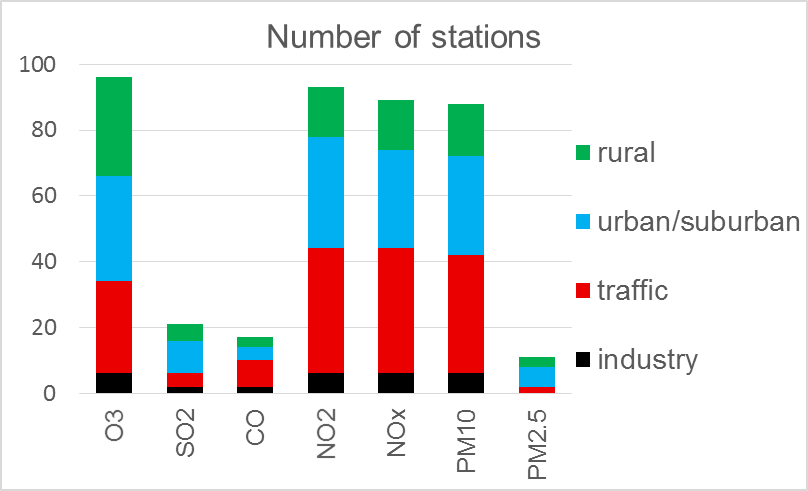 Number of stations
100
80
60
40
20
0
O3
SO2
CO
NO2
NOx
PM10
PM2.5
rural
urban/suburban
traffic
industry